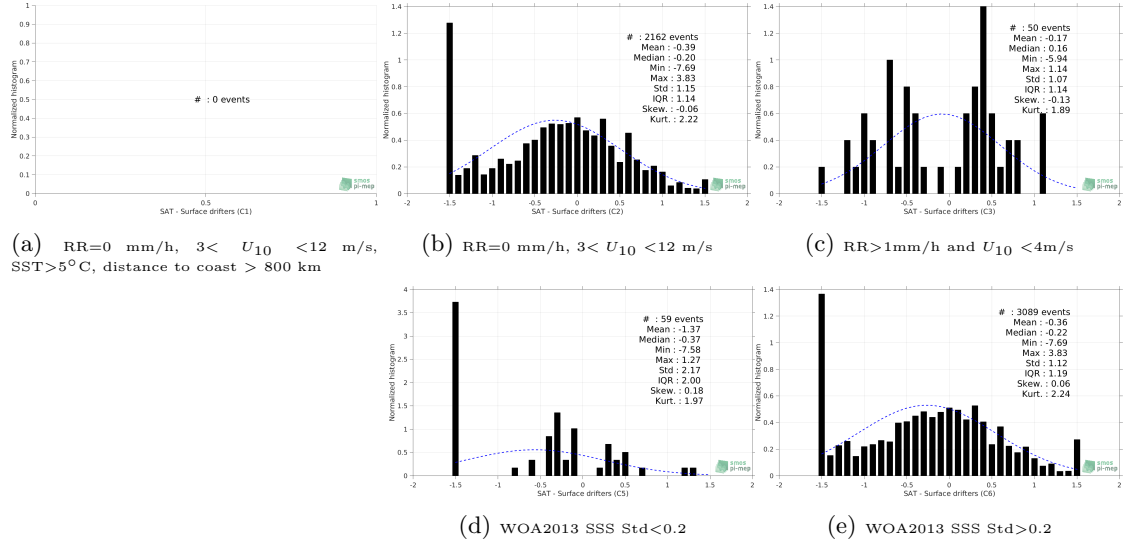 1
0.9
0.8
0.7
0.6
0.5
0.4
0.3
0.2
0.1
0
Normalized histogram
# : 0 events
smos
pi-mep
0 0.5 1
SAT - Surface drifters (C1)
(a) RR=0 mm/h, 3< U10 <12 m/s,
SST>5°C, distance to coast > 800 km
1.4
1.2
1
0.8
0.6
0.4
0.2
0
Normalized histogram
# : 2162 events
Mean : -0.39
Median : -0.20
Min : -7.69
Max : 3.83
Std : 1.15
IQR : 1.14
Skew. : -0.06
Kurt. : 2.22
smos
pi-mep
-2 -1.5 -1 -0.5 0 0.5 1 1.5 2
SAT - Surface drifters (C2)
(b) RR=0 mm/h, 3< U10 <12 m/s
1.4
1.2
1
0.8
0.6
0.4
0.2
0
Normalized histogram
# : 50 events
Mean : -0.17
Median : 0.16
Min : -5.94
Max : 1.14
Std : 1.07
IQR : 1.14
Skew. : -0.13
Kurt. : 1.89
smos
pi-mep
-2 -1.5 -1 -0.5 0 0.5 1 1.5 2
SAT - Surface drifters (C3)
(c) RR>1mm/h and U10 <4m/s
4
3.5
3
2.5
2
1.5
1
0.5
0
Normalized histogram
# : 59 events
Mean : -1.37
Median : -0.37
Min : -7.58
Max : 1.27
Std : 2.17
IQR : 2.00
Skew. : 0.18
Kurt. : 1.97
smos
pi-mep
-2 -1.5 -1 -0.5 0 0.5 1 1.5 2
SAT - Surface drifters (C5)
(d) WOA2013 SSS Std<0.2
1.4
1.2
1
0.8
0.6
0.4
0.2
0
Normalized histogram
# : 3089 events
Mean : -0.36
Median : -0.22
Min : -7.69
Max : 3.83
Std : 1.12
IQR : 1.19
Skew. : 0.06
Kurt. : 2.24
smos
pi-mep
-2 -1.5 -1 -0.5 0 0.5 1 1.5 2
SAT - Surface drifters (C6)
(e) WOA2013 SSS Std>0.2